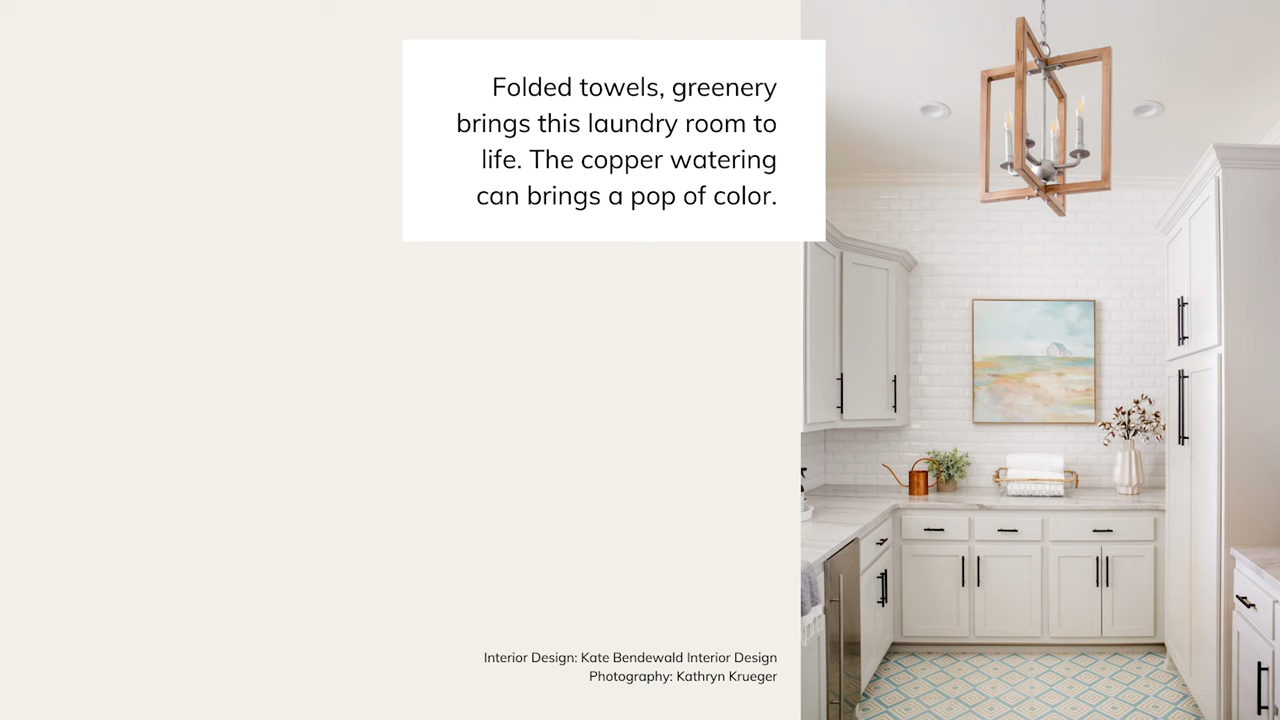 Folded towels, greenery
brings this laundry room to
life. The copper watering
can brings a pop of color.
Interior Design: Kate Bendewald Interior Design
Photography: Kathryn Krueger